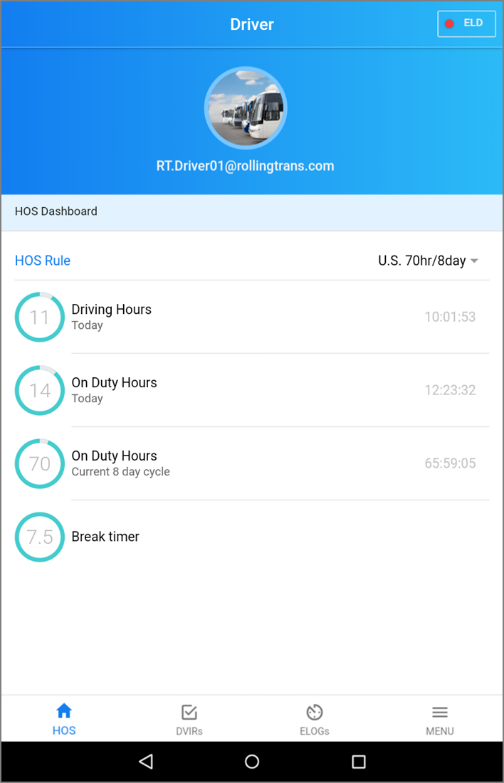 Driver
ELD
RT.Driver01@rollingtrans.com
HOS Dashboard
HOS Rule
U.S. 70hr/8day
11
Driving Hours
Today
10:01:53
14
On Duty Hours
Today
12:23:32
70
On Duty Hours
Current 8 day cycle
65:59:05
7.5
Break timer
HOS
DVIRs
ELOGs
MENU